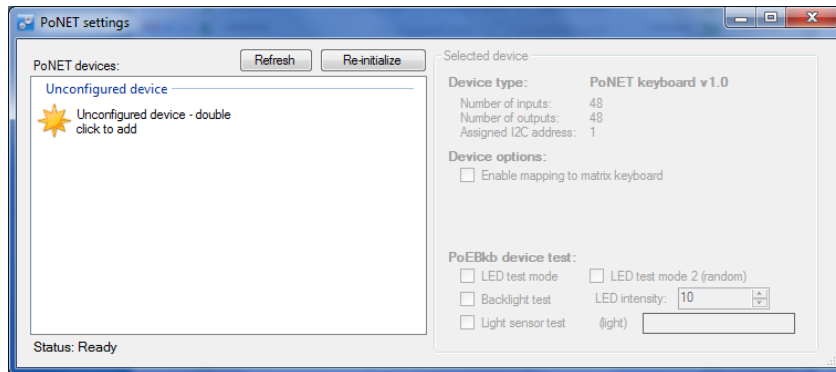 PoNET settings
PoNET devices:
Refresh
Re-initialize
Unconfigured device
Unconfigured device - double
click to add
Status: Ready
Selected device
Device type: PoNET keyboard v1.0
Number of inputs: 48
Number of outputs: 48
Assigned I2C address: 1
Device options:
Enable mapping to matrix keyboard
PoEBkb device test:
LED test mode
LED test mode 2 (random)
Backlight test
LED intensity: 10
Light sensor test
(light)